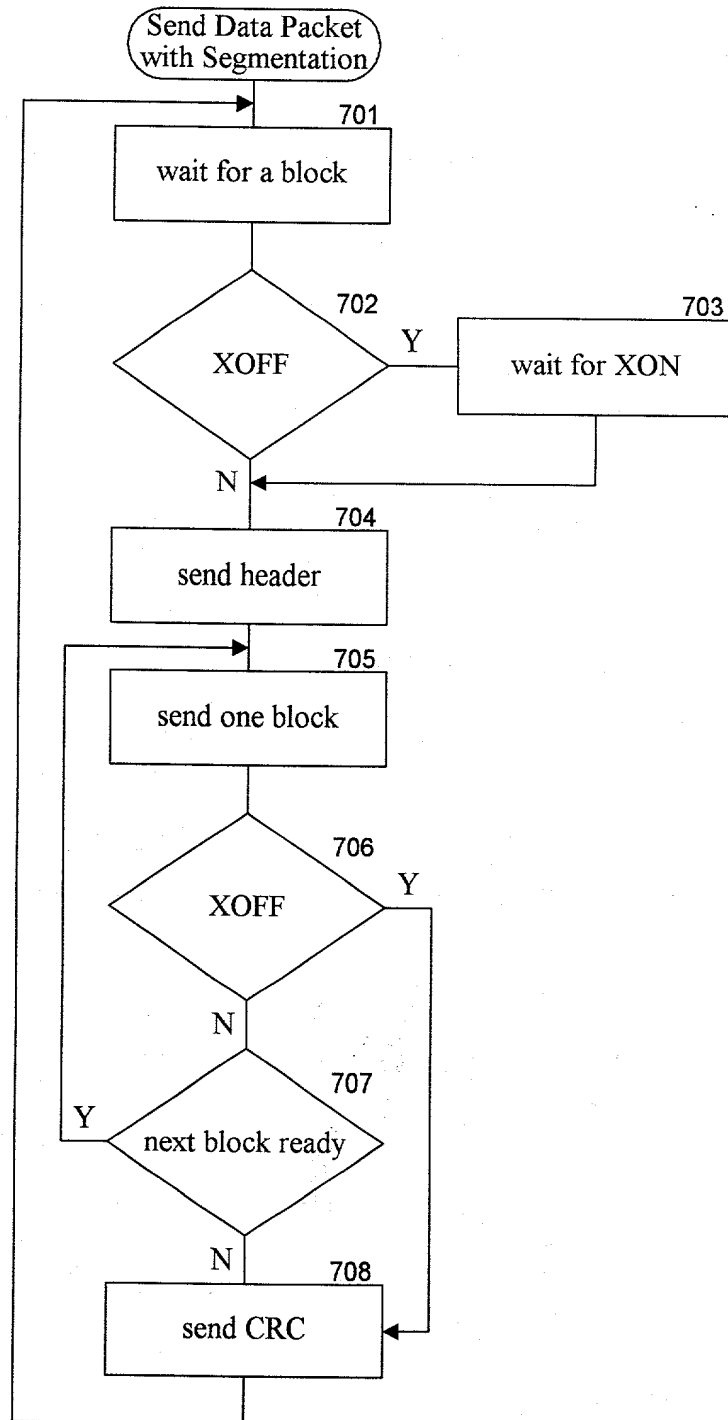 Send Data Packet
with Segmentation
701
wait for a block
702
XOFF
Y
703
wait for XON
N
704
send header
705
send one block
706
XOFF
Y
N
707
Y
next block ready
N
708
send CRC